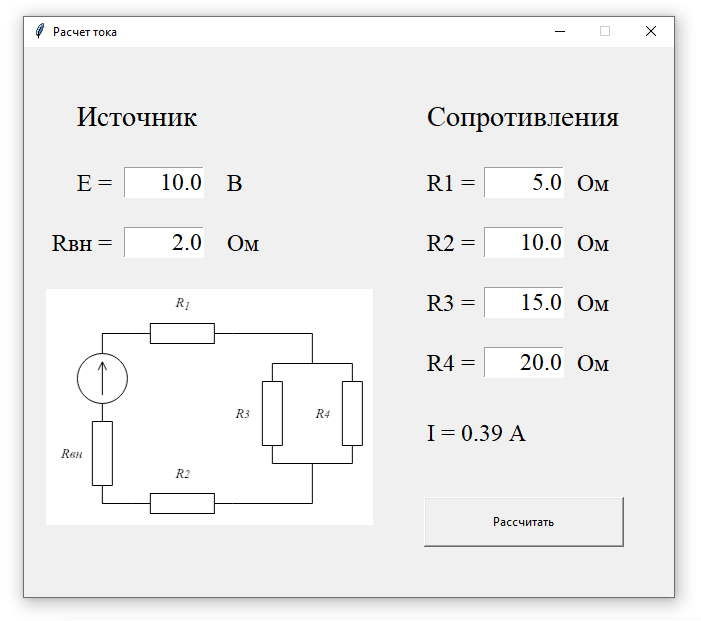 Расчет тока
Источник
Сопротивления
E = 10.0 В
R1 = 5.0 Ом
Rвн = 2.0 Ом
R2 = 10.0 Ом
R3 = 15.0 Ом
R4 = 20.0 Ом
R1
R3
R4
Rвн
R2
I = 0.39 А
Рассчитать